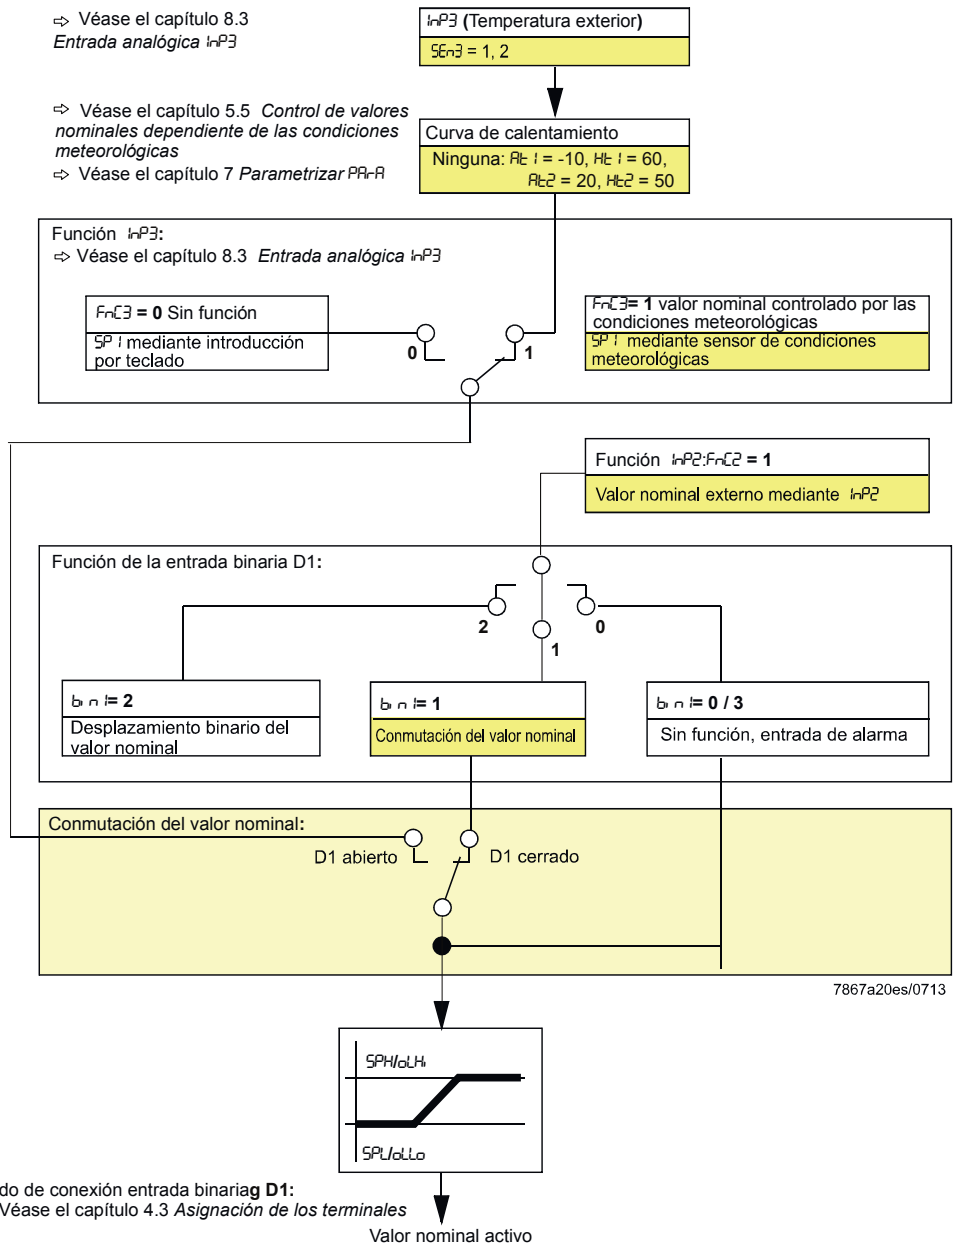 ⇨ Véase el capítulo 8.3
Entrada analógica InP3
InP3 (Temperatura exterior)
SEn3 = 1, 2
⇨ Véase el capítulo 5.5 Control de valores
nominales dependiente de las condiciones
meteorológicas
⇨ Véase el capítulo 7 Parametrizar PArA
Curva de calentamiento
Ninguna: At1 = -10, Ht1 = 60,
At2 = 20, Ht2 = 50
Función InP3:
⇨ Véase el capítulo 8.3 Entrada analógica InP3
FnC3 = 0 Sin función
SP1 mediante introducción
por teclado
0
1
FnC3= 1 valor nominal controlado por las
condiciones meteorológicas
SP1 mediante sensor de condiciones
meteorológicas
Función InP2:FnC2 = 1
Valor nominal externo mediante InP2
Función de la entrada binaria D1:
2
1
0
bin1= 2
Desplazamiento binario del
valor nominal
bin1= 1
Conmutación del valor nominal
bin1= 0 / 3
Sin función, entrada de alarma
Conmutación del valor nominal:
D1 abierto
D1 cerrado
7867a20es/0713
SPH/oLHi
SPL/oLLo
do de conexión entrada binariag D1:
Véase el capítulo 4.3 Asignación de los terminales
Valor nominal activo